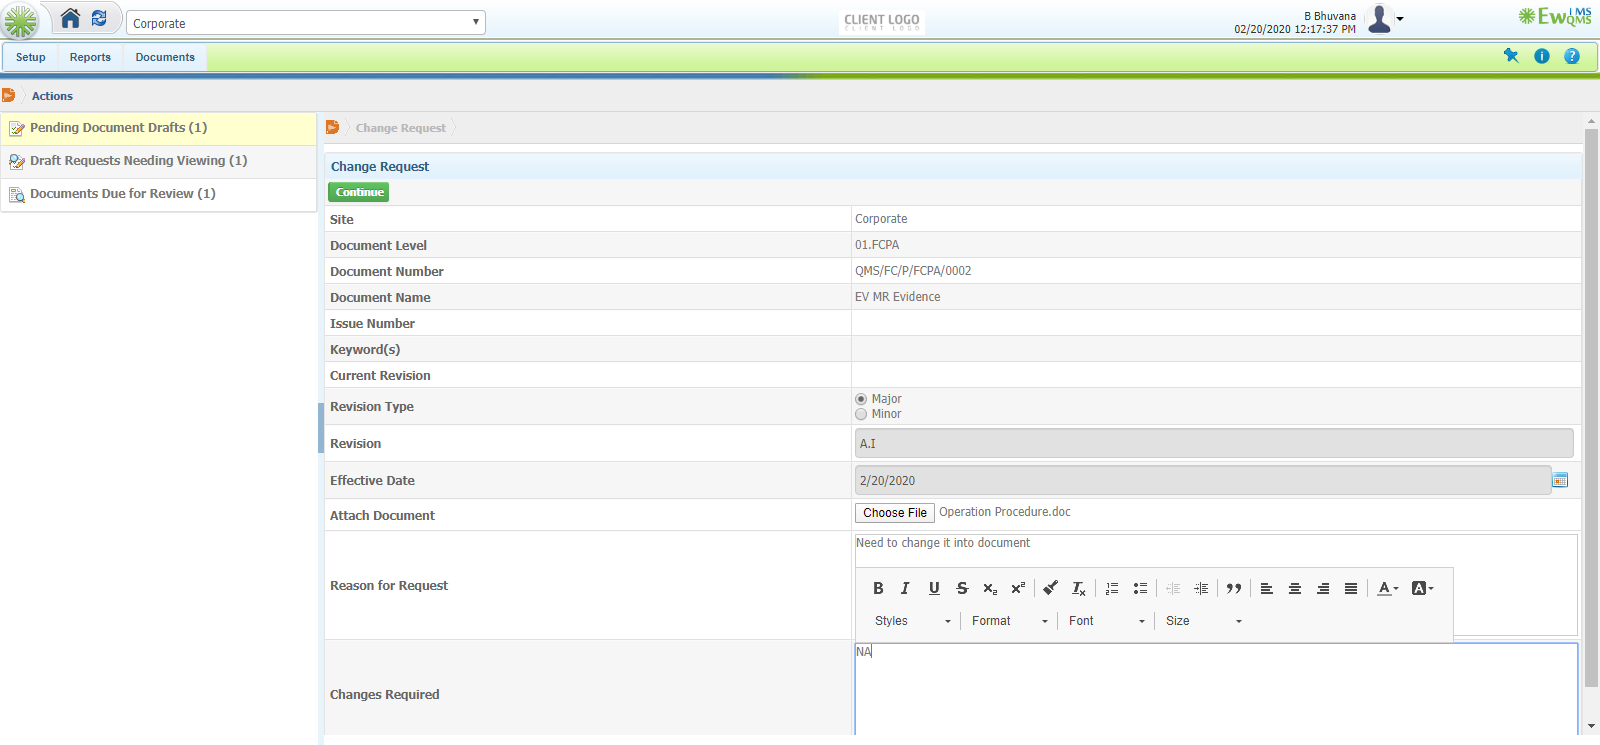 Corporate
CLIENT LOGO
CLIENT LOGO
B Bhuvana
02/20/2020 12:17:37 PM
EwQMS
LMS
Setup Reports Documents
Actions
Pending Document Drafts (1)
Draft Requests Needing Viewing (1)
Documents Due for Review (1)
Change Request
Change Request
Continue
Site Corporate
Document Level 01.FCPA
Document Number QMS/FC/P/FCPA/0002
Document Name EV MR Evidence
Issue Number
Keyword(s)
Current Revision
Revision Type Major
Minor
Revision A.I
Effective Date 2/20/2020
Attach Document Choose File Operation Procedure.doc
Reason for Request Need to change it into document
Styles Format Font Size
Changes Required NA